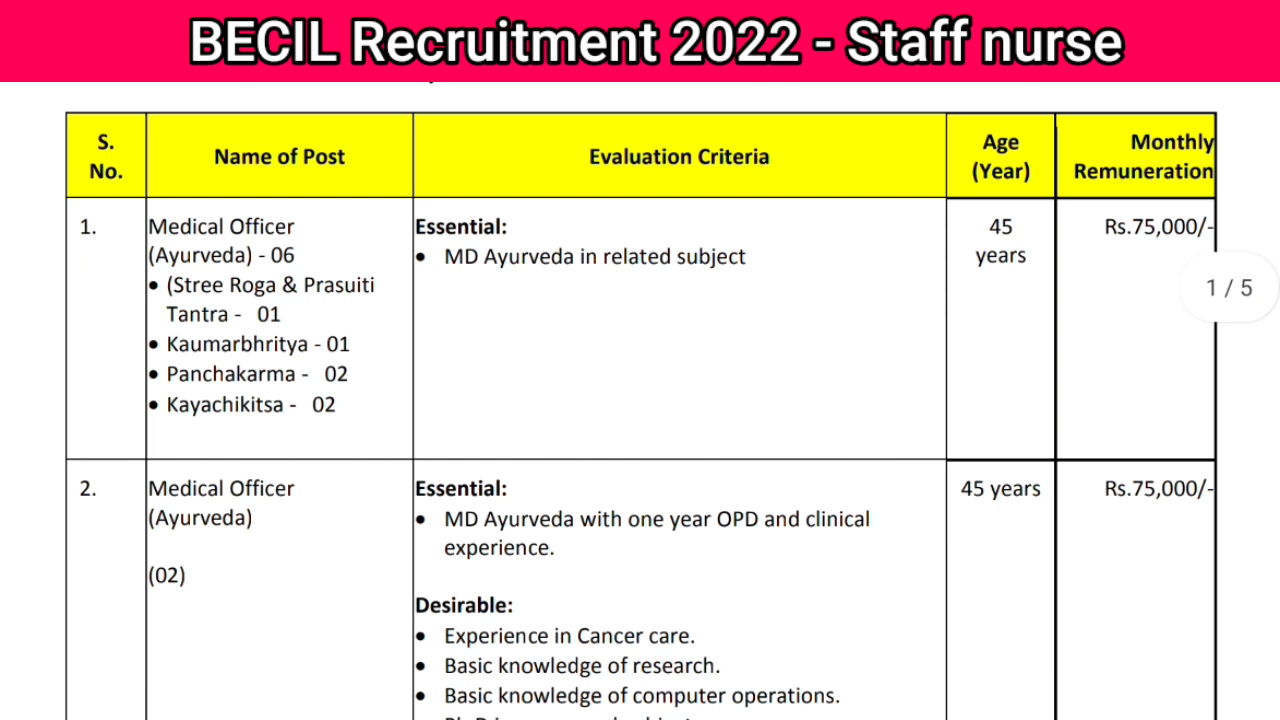 BECIL Recruitment 2022 - Staff nurse
S. No.
Name of Post
Evaluation Criteria
Age (Year)
Monthly Remuneration
1.
Medical Officer
(Ayurveda) - 06
• (Stree Roga & Prasuiti
Tantra - 01
• Kaumarbhritya - 01
• Panchakarma - 02
• Kayachikitsa - 02
Essential:
• MD Ayurveda in related subject
45
years
Rs.75,000/-
1 / 5
2.
Medical Officer
(Ayurveda)
(02)
Essential:
• MD Ayurveda with one year OPD and clinical
experience.
Desirable:
• Experience in Cancer care.
• Basic knowledge of research.
• Basic knowledge of computer operations.
45 years
Rs.75,000/-